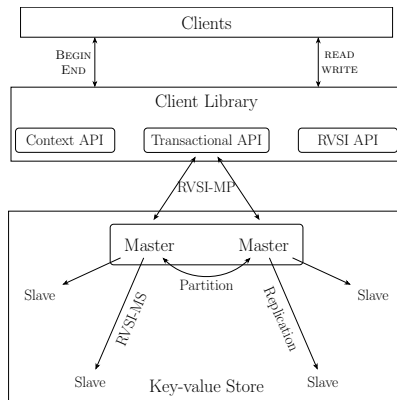 Clients
BEGIN
END
READ
WRITE
Client Library
Context API
Transactional API
RVSI API
RVSI-MP
Master
Master
Slave
Partition
Slave
RVSI-MS
Replication
Slave
Slave
Key-value Store